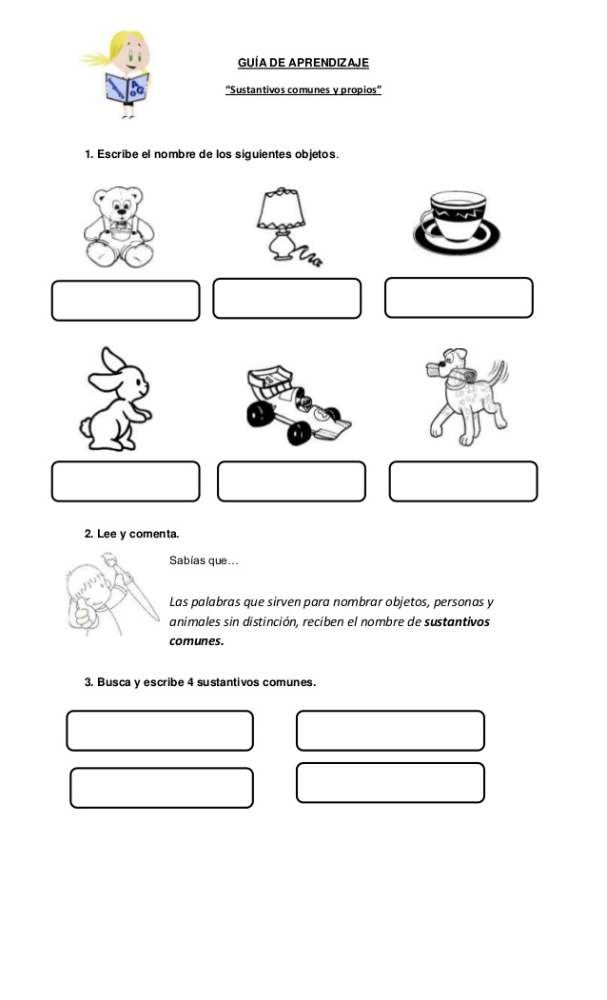 GUÍA DE APRENDIZAJE
“Sustantivos comunes y propios”
1. Escribe el nombre de los siguientes objetos.
2. Lee y comenta.
Sabías que…
Las palabras que sirven para nombrar objetos, personas y
animales sin distinción, reciben el nombre de sustantivos
comunes.
3. Busca y escribe 4 sustantivos comunes.